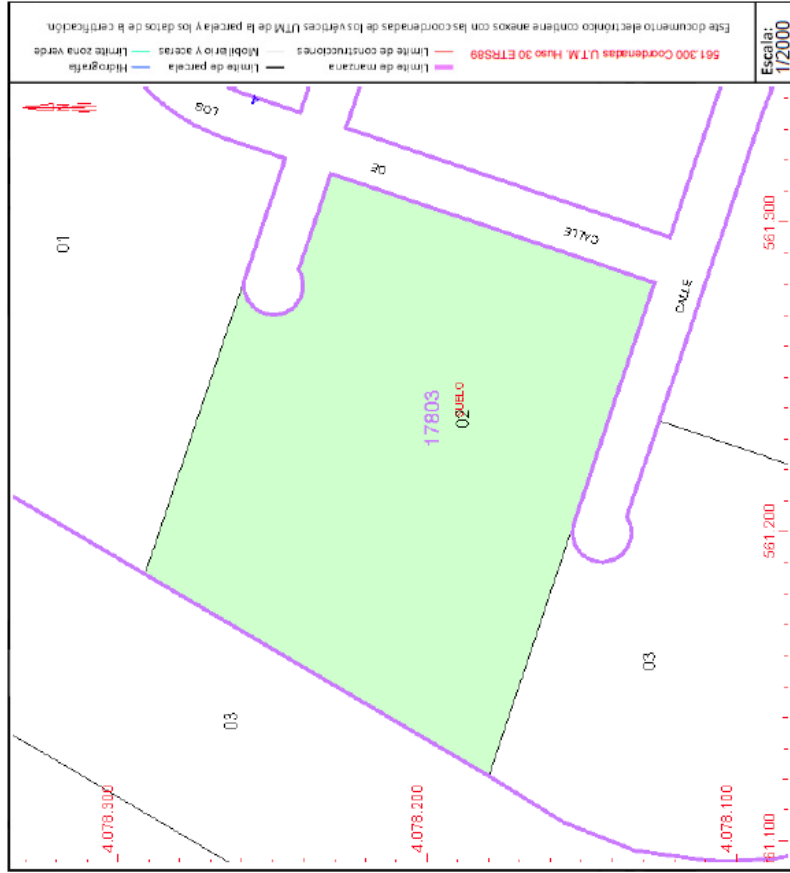 Este documento electrónico contiene anexos con las coordenadas de los vértices UTM de la parcela y los datos de la certificación.
561.300 Coordenadas U.T.M. Huso 30 ETRS89
Límite de manzana
Límite de parcela
Límite de construcciones
Mobiliario y aceras
Hidrografía
Límite zona verde
Escala:
1/2000
LOS
DE
CALLE
CALLE
01
17803
SUELO
02
03
03
561.300
561.200
561.100
4.078.300
4.078.200
4.078.100